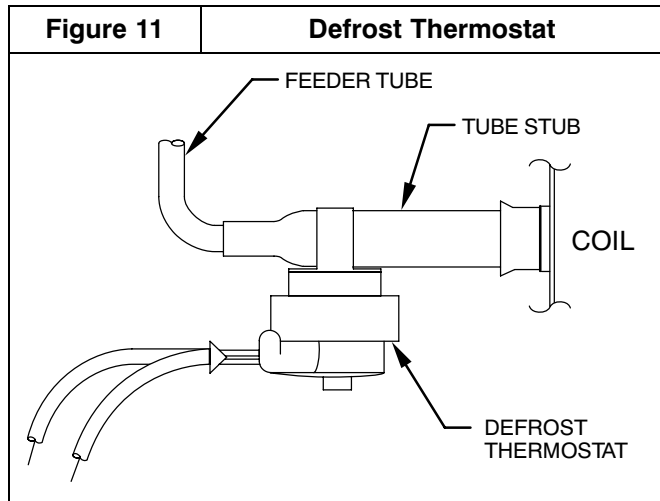 Figure 11 Defrost Thermostat
FEEDER TUBE
TUBE STUB
COIL
DEFROST
THERMOSTAT